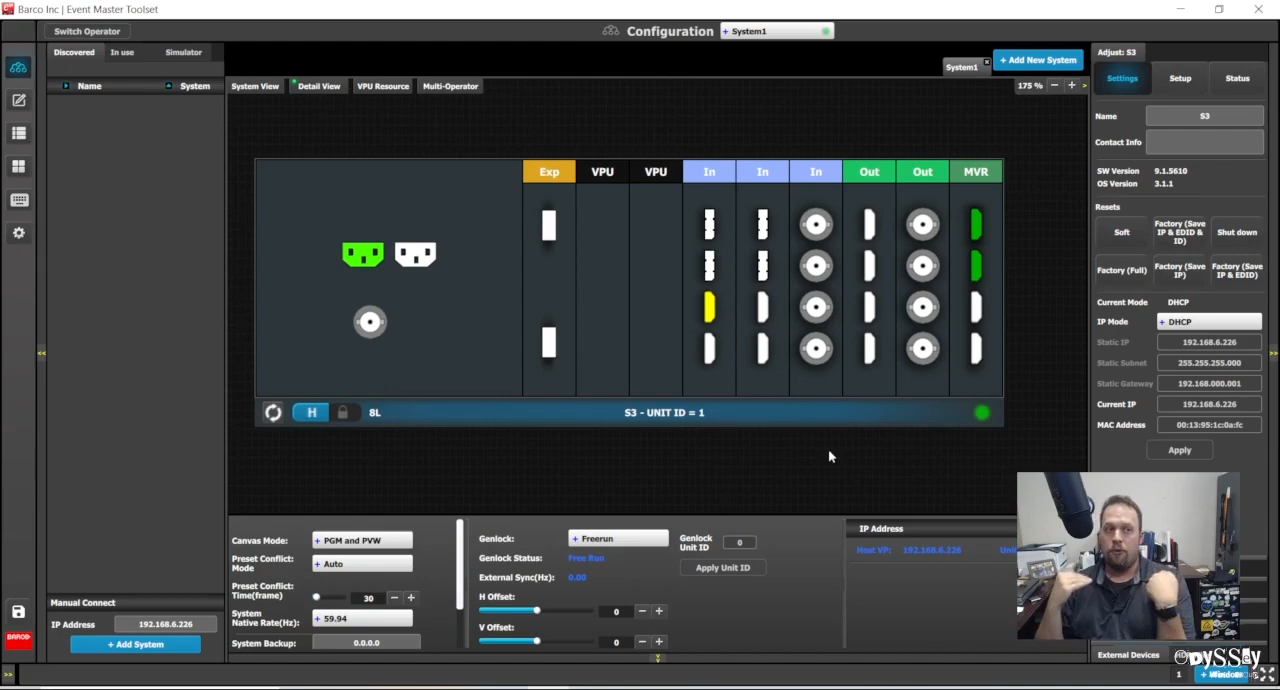 Barco Inc | Event Master Toolset
Switch Operator
Configuration
+ System1
Discovered
In use
Simulator
Name
System
System1
+ Add New System
System View
Detail View
VPU Resource
Multi-Operator
175 %
Exp
VPU
VPU
In
In
In
Out
Out
MVR
H
8L
S3 - UNIT ID = 1
Adjust: S3
Settings
Setup
Status
Name
S3
Contact Info
SW Version 9.1.5610
OS Version 3.1.1
Resets
Soft
Factory (Save IP & EDID & ID)
Shut down
Factory (Full)
Factory (Save IP)
Factory (Save IP & EDID)
Current Mode DHCP
IP Mode + DHCP
Static IP 192.168.6.226
Static Subnet 255.255.255.000
Static Gateway 192.168.000.001
Current IP 192.168.6.226
MAC Address 00:13:95:1c:0a:fc
Apply
Canvas Mode: + PGM and PVW
Preset Conflict: Mode + Auto
Preset Conflict: Time(frame) 30
System Native Rate(Hz): + 59.94
System Backup: 0.0.0.0
Genlock: + Freerun
Genlock Status: Free Run
External Sync(Hz): 0.00
H Offset: 0
V Offset: 0
Genlock Unit ID 0
Apply Unit ID
IP Address
Host VP: 192.168.6.226
Manual Connect
IP Address 192.168.6.226
+ Add System
BARCO
External Devices
ODySSEy
1